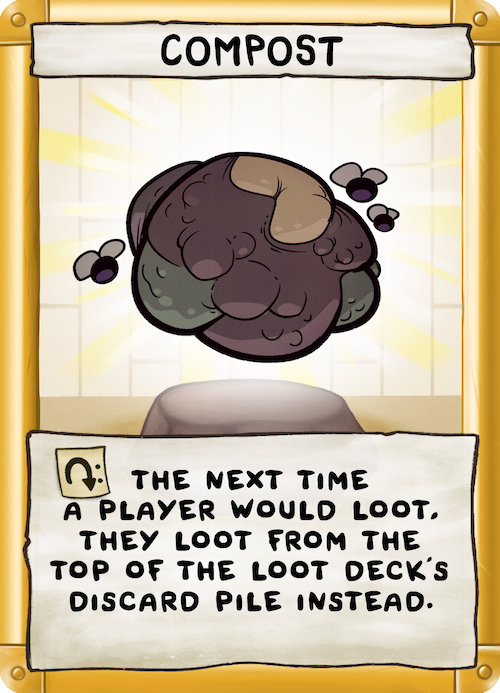 COMPOST
: THE NEXT TIME
A PLAYER WOULD LOOT,
THEY LOOT FROM THE
TOP OF THE LOOT DECK'S
DISCARD PILE INSTEAD.